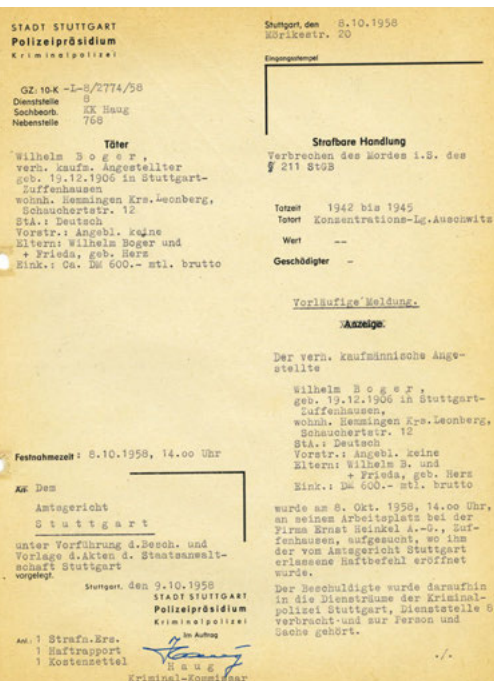 STADT STUTTGART
Polizeipräsidium
Kriminalpolizei
GZ: 10-K -I-8/2774/58
Dienststelle 8
Sachbearb. KK Haug
Nebenstelle 768
Täter
Wilhelm B o g e r ,
verh. kaufm. Angestellter
geb. 19.12.1906 in Stuttgart-
Zuffenhausen
wohnh. Hemmingen Krs.Leonberg,
Schauchertstr. 12
StA.: Deutsch
Vorstr.: Angebl. keine
Eltern: Wilhelm Boger und
+ Frieda, geb. Herz
Eink.: Ca. DM 600.- mtl. brutto
Festnahmezeit: 8.10.1958, 14.oo Uhr
An Dem
Amtsgericht
S t u t t g a r t
unter Vorführung d.Besch. und
Vorlage d.Akten d. Staatsanwalt-
schaft Stuttgart
vorgelegt.
Stuttgart, den 9.10.1958
STADT STUTTGART
Polizeipräsidium
Kriminalpolizei
Im Auftrag
Anl.: 1 Strafn.Ers.
1 Haftrapport
1 Kostenzettel
Haug
H a u g
Kriminal-Kommissar
Stuttgart, den 8.10.1958
Mörikestr. 20
Eingangsstempel
Strafbare Handlung
Verbrechen des Mordes i.S. des
§ 211 StGB
Tatzeit 1942 bis 1945
Tatort Konzentrations-Lg.Auschwitz
Wert --
Geschädigter -
Vorläufige Meldung.
Anzeige.
Der verh. kaufmännische Ange-
stellte
Wilhelm B o g e r ,
geb. 19.12.1906 in Stuttgart-
Zuffenhausen,
wohnh. Hemmingen Krs.Leonberg,
Schauchertstr. 12
StA.: Deutsch
Vorstr.: Angebl. keine
Eltern: Wilhelm B. und
+ Frieda, geb. Herz
Eink.: DM 600.- mtl. brutto
wurde am 8. Okt. 1958, 14.oo Uhr,
an seinem Arbeitsplatz bei der
Firma Ernst Heinkel A.-G., Zuf-
fenhausen, aufgesucht, wo ihm
der vom Amtsgericht Stuttgart
erlassene Haftbefehl eröffnet
wurde.
Der Beschuldigte wurde daraufhin
in die Diensträume der Kriminal-
polizei Stuttgart, Dienststelle 8
verbracht und zur Person und
Sache gehört.
./.